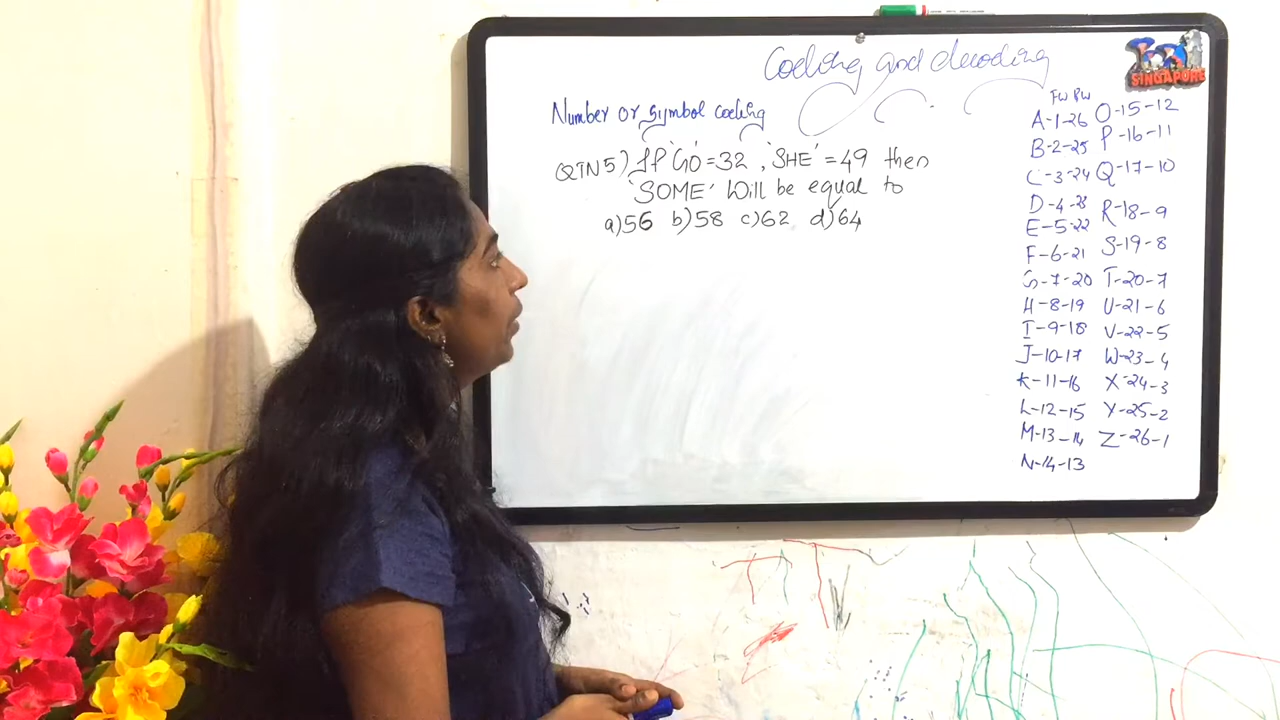 Coding and decoding
SINGAPORE
Number or symbol coding
QTN 5) If 'GO' = 32, 'SHE' = 49 then
'SOME' will be equal to
a) 56 b) 58 c) 62 d) 64
FW BW
A-1-26
B-2-25
C-3-24
D-4-23
E-5-22
F-6-21
G-7-20
H-8-19
I-9-18
J-10-17
K-11-16
L-12-15
M-13-14
N-14-13
O-15-12
P-16-11
Q-17-10
R-18-9
S-19-8
T-20-7
U-21-6
V-22-5
W-23-4
X-24-3
Y-25-2
Z-26-1